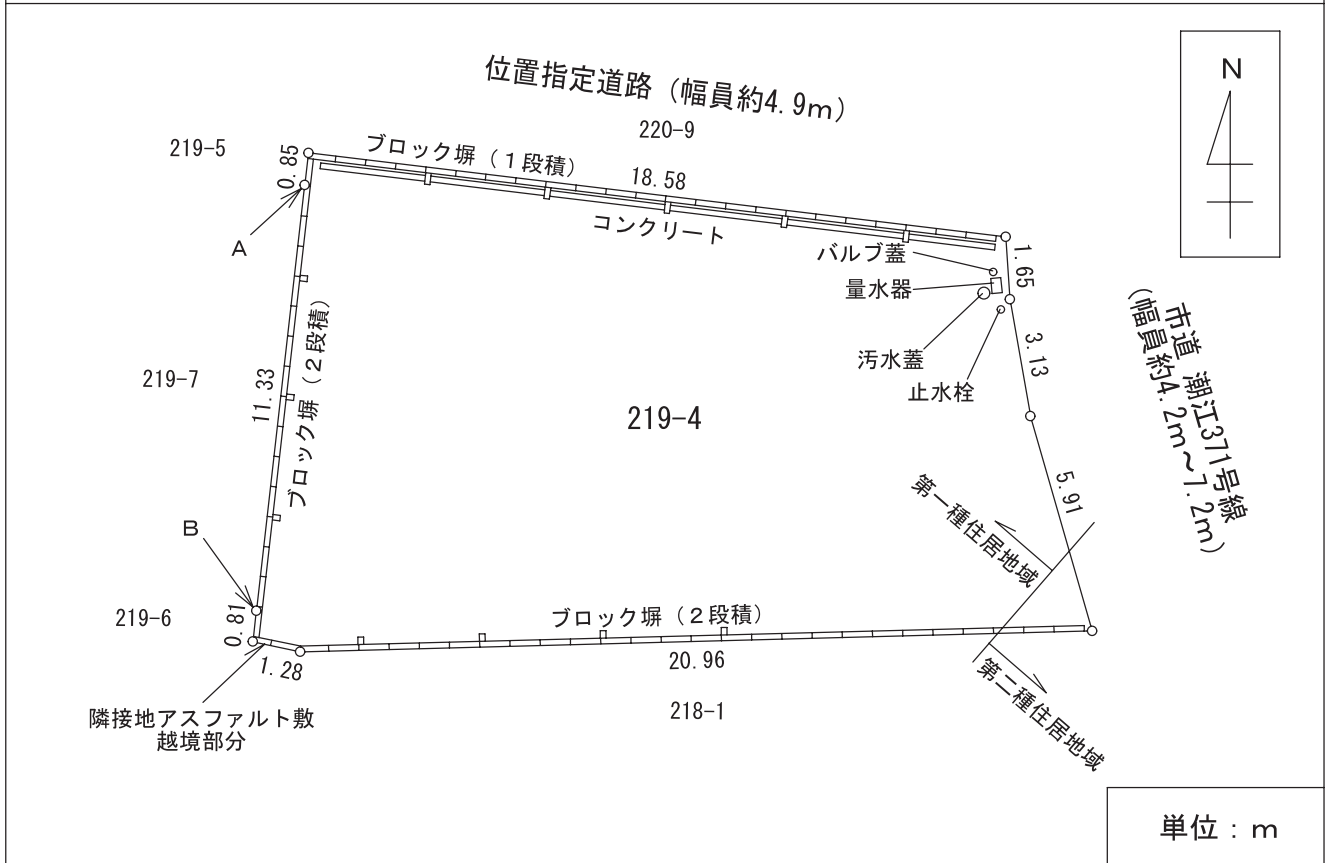 位置指定道路（幅員約4.9m）
N
220-9
219-5
ブロック塀（１段積）
0.85
18.58
コンクリート
A
バルブ蓋
1.65
量水器
市道 潮江371号線
（幅員約4.2m～7.2m）
汚水蓋
3.13
止水栓
219-7
11.33
ブロック塀（２段積）
219-4
5.91
第一種住居地域
B
219-6
0.81
ブロック塀（２段積）
1.28
20.96
第二種住居地域
218-1
隣接地アスファルト敷
越境部分
単位：m